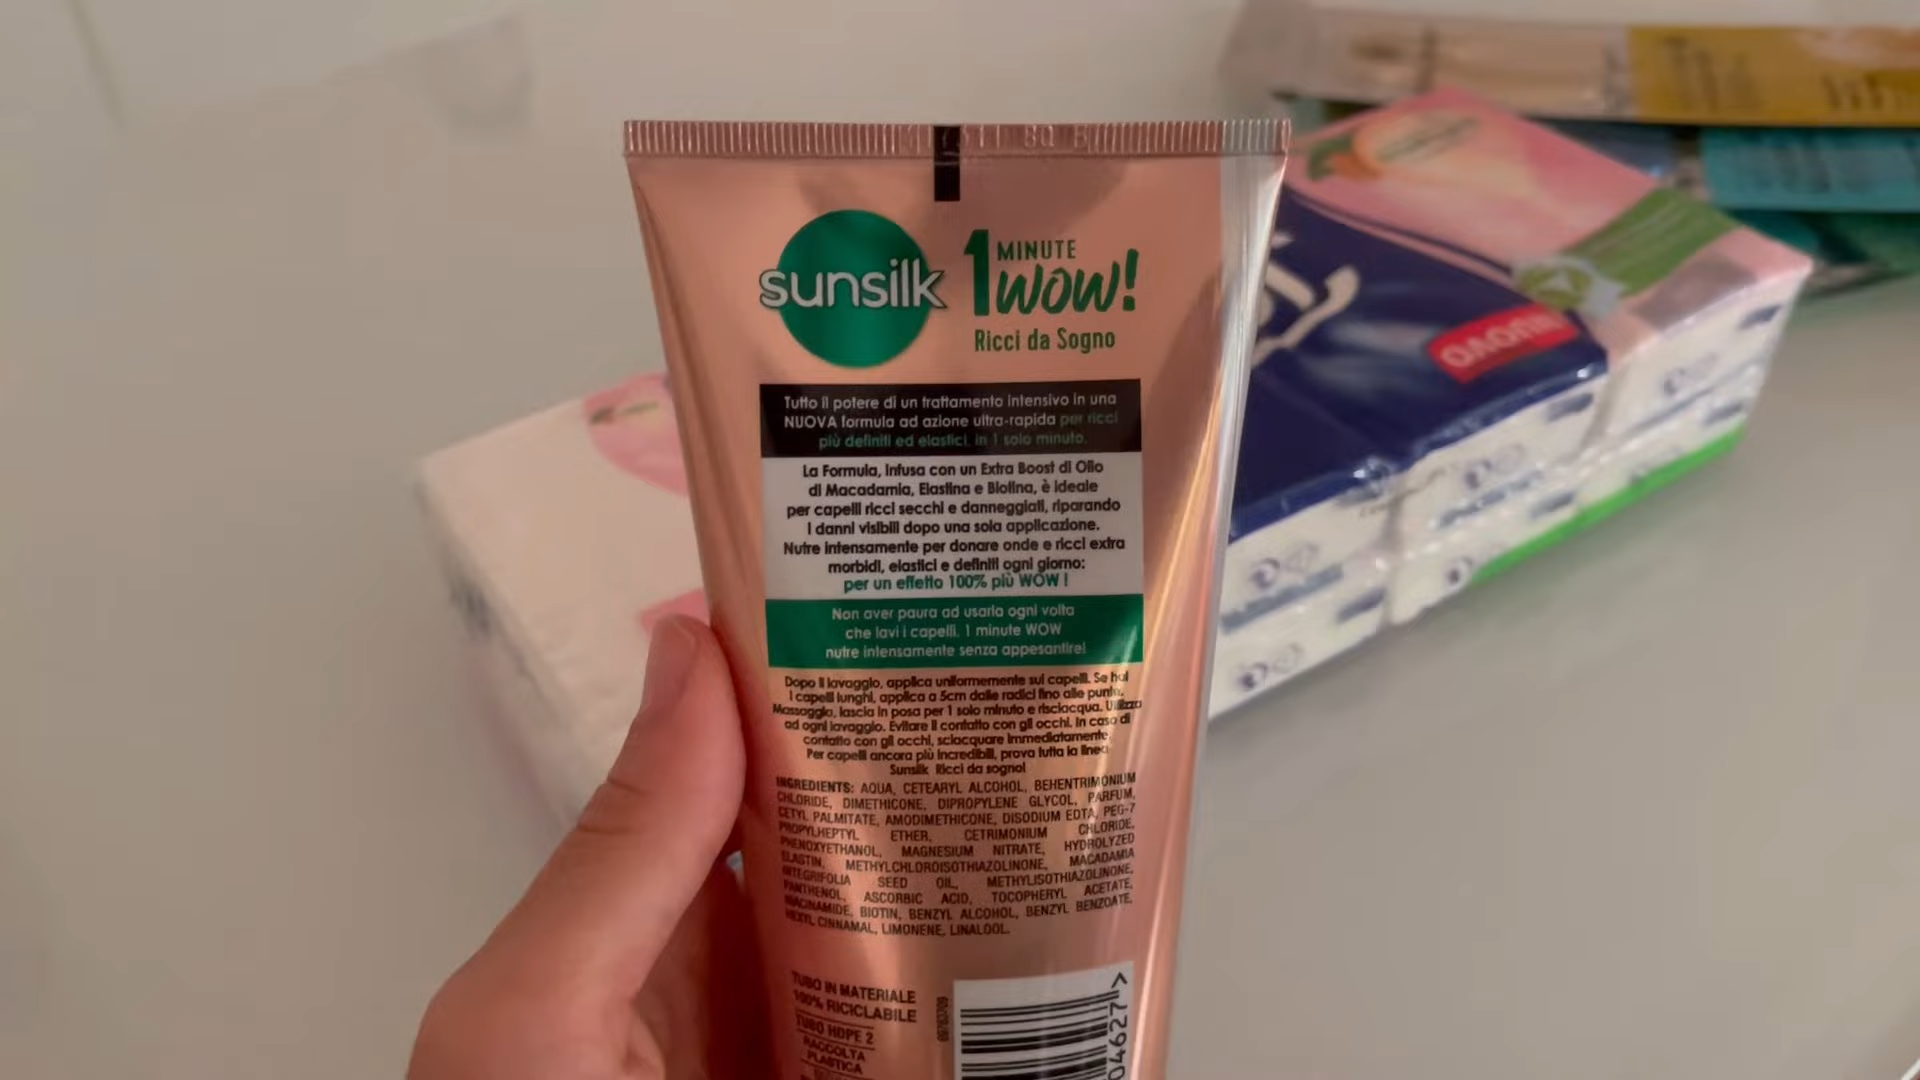 sunsilk
1 MINUTE
WOW!
Ricci da Sogno
Tutto il potere di un trattamento intensivo in una
NUOVA formula ad azione ultra-rapida per ricci
più definiti ed elastici, in 1 solo minuto.
La Formula, infusa con un Extra Boost di Olio
di Macadamia, Elastina e Biotina, è ideale
per capelli ricci secchi e danneggiati, riparando
i danni visibili dopo una sola applicazione.
Nutre intensamente per donare onde e ricci extra
morbidi, elastici e definiti ogni giorno:
per un effetto 100% più WOW !
Non aver paura ad usarla ogni volta
che lavi i capelli. 1 minute WOW
nutre intensamente senza appesantire!
Dopo il lavaggio, applica uniformemente sui capelli. Se hai
i capelli lunghi, applica a 5cm dalle radici fino alle punte.
Massaggia, lascia in posa per 1 solo minuto e risciacqua. Utilizza
ad ogni lavaggio. Evitare il contatto con gli occhi. In caso di
contatto con gli occhi, sciacquare immediatamente.
Per capelli ancora più incredibili, prova tutta la linea
Sunsilk Ricci da sogno!
INGREDIENTS: AQUA, CETEARYL ALCOHOL, BEHENTRIMONIUM
CHLORIDE, DIMETHICONE, DIPROPYLENE GLYCOL, PARFUM,
CETYL PALMITATE, AMODIMETHICONE, DISODIUM EDTA, PEG-7
PROPYLHEPTYL ETHER, CETRIMONIUM CHLORIDE,
PHENOXYETHANOL, MAGNESIUM NITRATE, HYDROLYZED
ELASTIN, METHYLCHLOROISOTHIAZOLINONE, MACADAMIA
INTEGRIFOLIA SEED OIL, METHYLISOTHIAZOLINONE,
PANTHENOL, ASCORBIC ACID, TOCOPHERYL ACETATE,
NIACINAMIDE, BIOTIN, BENZYL ALCOHOL, BENZYL BENZOATE,
HEXYL CINNAMAL, LIMONENE, LINALOOL.
TUBO IN MATERIALE
100% RICICLABILE
TUBO HDPE 2
RACCOLTA
PLASTICA
04627
NUOVO